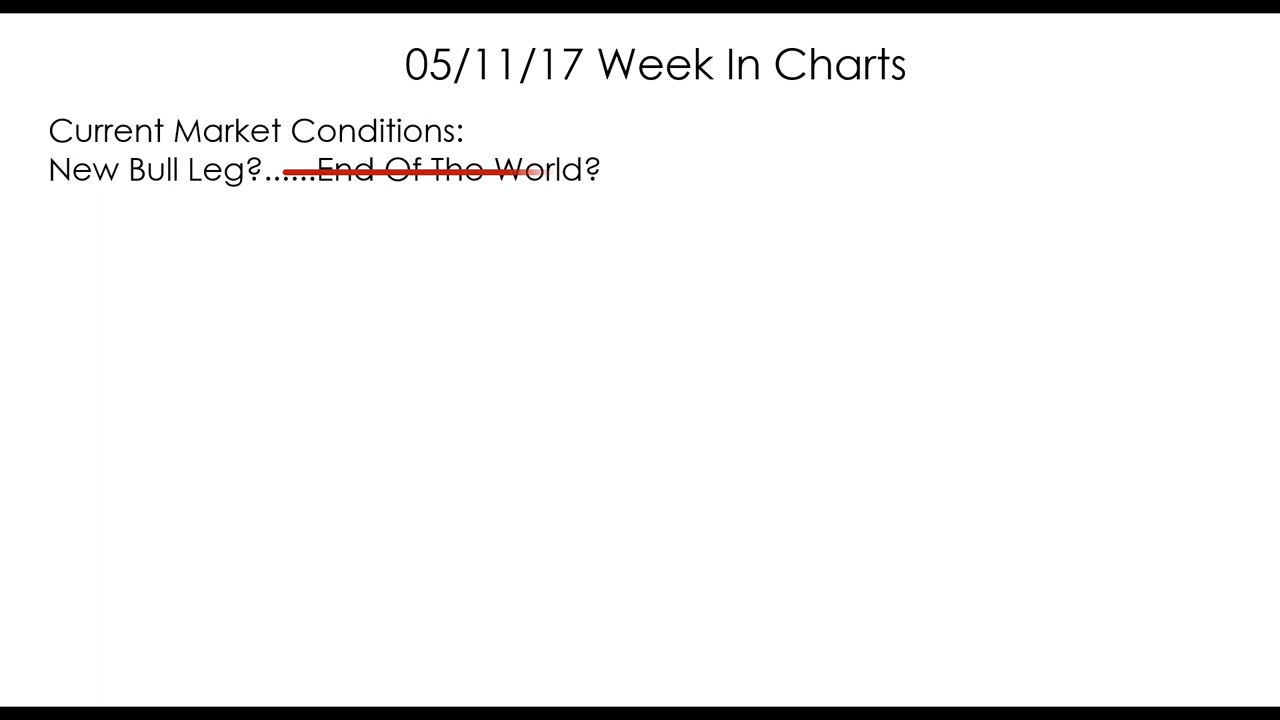 05/11/17 Week In Charts
Current Market Conditions:
New Bull Leg?......End Of The World?